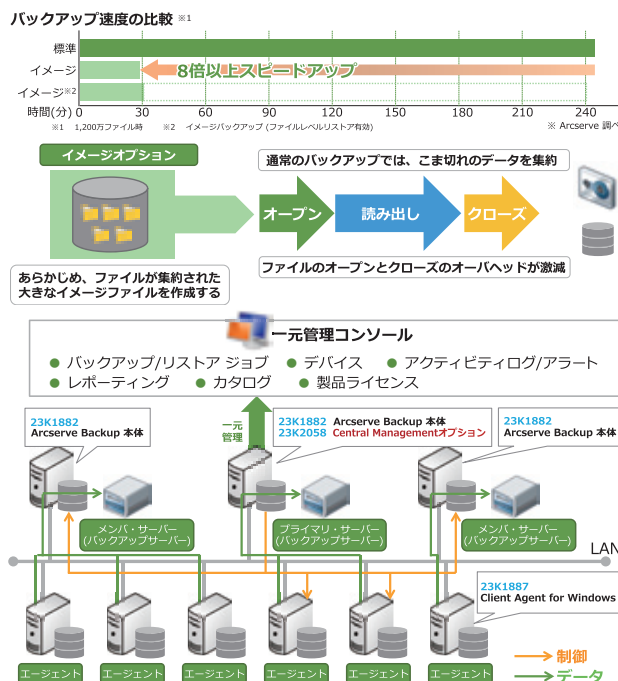 バックアップ速度の比較 ※1
標準
イメージ
8倍以上スピードアップ
イメージ※2
時間(分) 0 30 60 90 120 150 180 210 240
※1 1,200万ファイル時 ※2 イメージバックアップ (ファイルレベルリストア有効)
※ Arcserve 調べ
イメージオプション
通常のバックアップでは、こま切れのデータを集約
オープン 読み出し クローズ
あらかじめ、ファイルが集約された
大きなイメージファイルを作成する
ファイルのオープンとクローズのオーバヘッドが激減
一元管理コンソール
● バックアップ/リストア ジョブ ● デバイス ● アクティビティログ/アラート
● レポーティング ● カタログ ● 製品ライセンス
一元
管理
23K1882
Arcserve Backup 本体
23K1882 Arcserve Backup 本体
23K2058 Central Managementオプション
23K1882
Arcserve Backup 本体
メンバ・サーバー
(バックアップサーバー)
プライマリ・サーバー
(バックアップサーバー)
メンバ・サーバー
(バックアップサーバー)
LAN
23K1887
Client Agent for Windows
エージェント エージェント エージェント エージェント エージェント エージェント
制御
データ